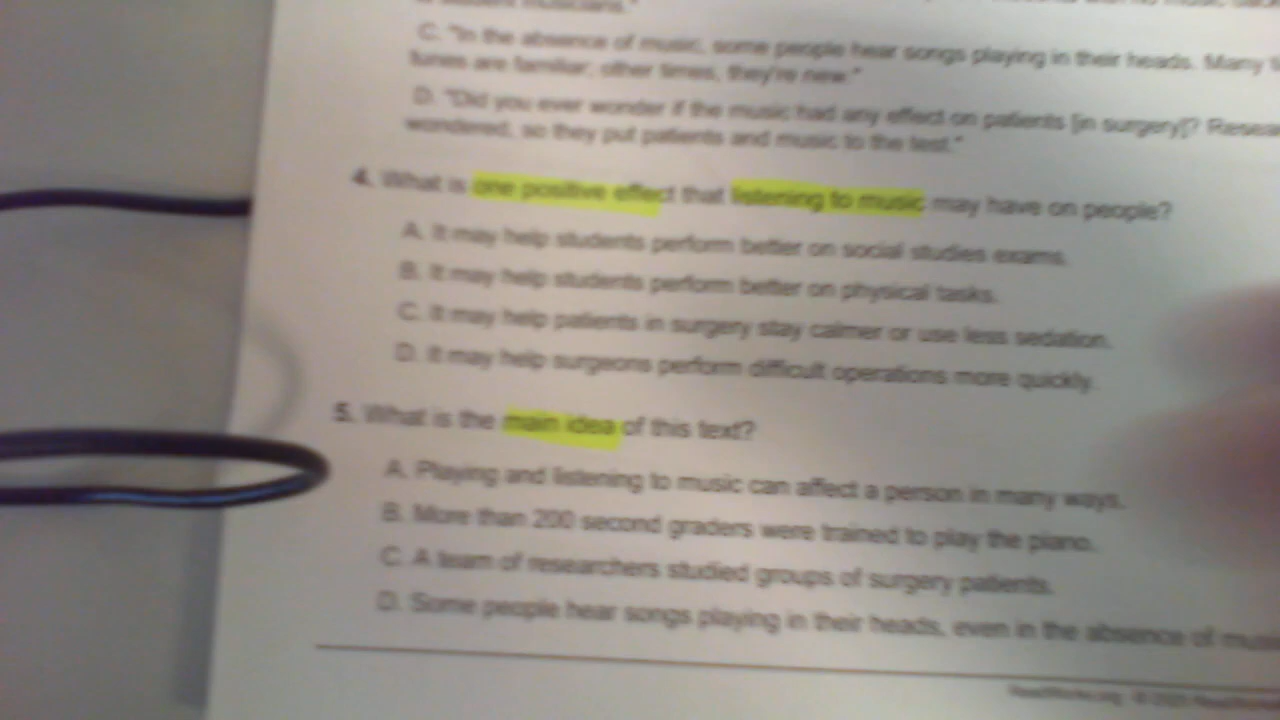 musicians."
C. "In the absence of music, some people hear songs playing in their heads. Many
tunes are familiar; other times, they're new."
D. "Did you ever wonder if the music had any effect on patients [in surgery]?
wondered, so they put patients and music to the test."
4. What is one positive effect that listening to music may have on people?
A. It may help students perform better on social studies exams.
B. It may help students perform better on physical tasks.
C. It may help patients in surgery stay calmer or use less sedation.
D. It may help surgeons perform difficult operations more quickly.
5. What is the main idea of this text?
A. Playing and listening to music can affect a person in many ways.
B. More than 200 second graders were trained to play the piano.
C. A team of researchers studied groups of surgery patients.
D. Some people hear songs playing in their heads, even in the absence of